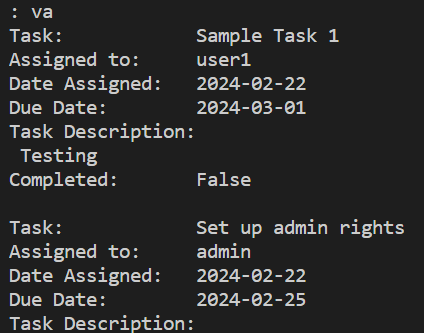 : va
Task: Sample Task 1
Assigned to: user1
Date Assigned: 2024-02-22
Due Date: 2024-03-01
Task Description:
Testing
Completed: False
Task: Set up admin rights
Assigned to: admin
Date Assigned: 2024-02-22
Due Date: 2024-02-25
Task Description: